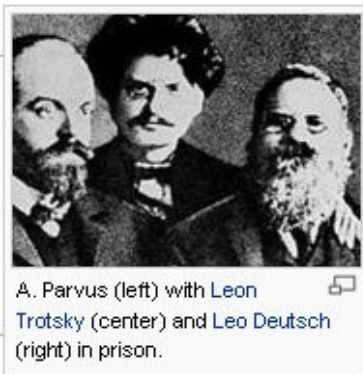 A. Parvus (left) with Leon
Trotsky (center) and Leo Deutsch
(right) in prison.